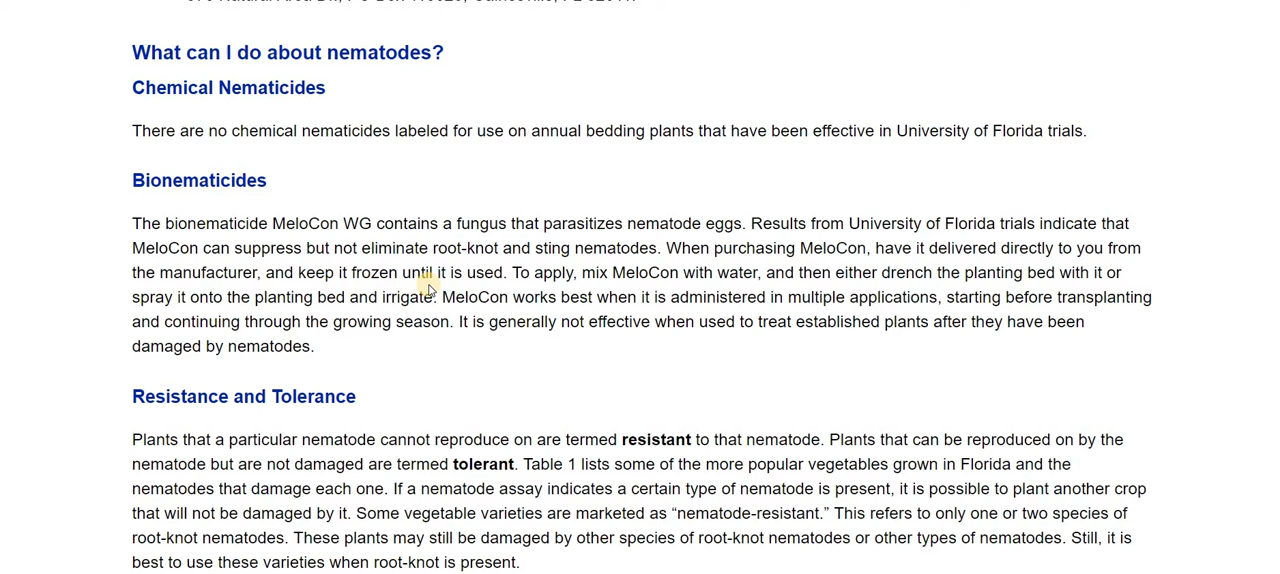 What can I do about nematodes?
Chemical Nematicides
There are no chemical nematicides labeled for use on annual bedding plants that have been effective in University of Florida trials.
Bionematicides
The bionematicide MeloCon WG contains a fungus that parasitizes nematode eggs. Results from University of Florida trials indicate that
MeloCon can suppress but not eliminate root-knot and sting nematodes. When purchasing MeloCon, have it delivered directly to you from
the manufacturer, and keep it frozen until it is used. To apply, mix MeloCon with water, and then either drench the planting bed with it or
spray it onto the planting bed and irrigate. MeloCon works best when it is administered in multiple applications, starting before transplanting
and continuing through the growing season. It is generally not effective when used to treat established plants after they have been
damaged by nematodes.
Resistance and Tolerance
Plants that a particular nematode cannot reproduce on are termed resistant to that nematode. Plants that can be reproduced on by the
nematode but are not damaged are termed tolerant. Table 1 lists some of the more popular vegetables grown in Florida and the
nematodes that damage each one. If a nematode assay indicates a certain type of nematode is present, it is possible to plant another crop
that will not be damaged by it. Some vegetable varieties are marketed as “nematode-resistant.” This refers to only one or two species of
root-knot nematodes. These plants may still be damaged by other species of root-knot nematodes or other types of nematodes. Still, it is
best to use these varieties when root-knot is present.